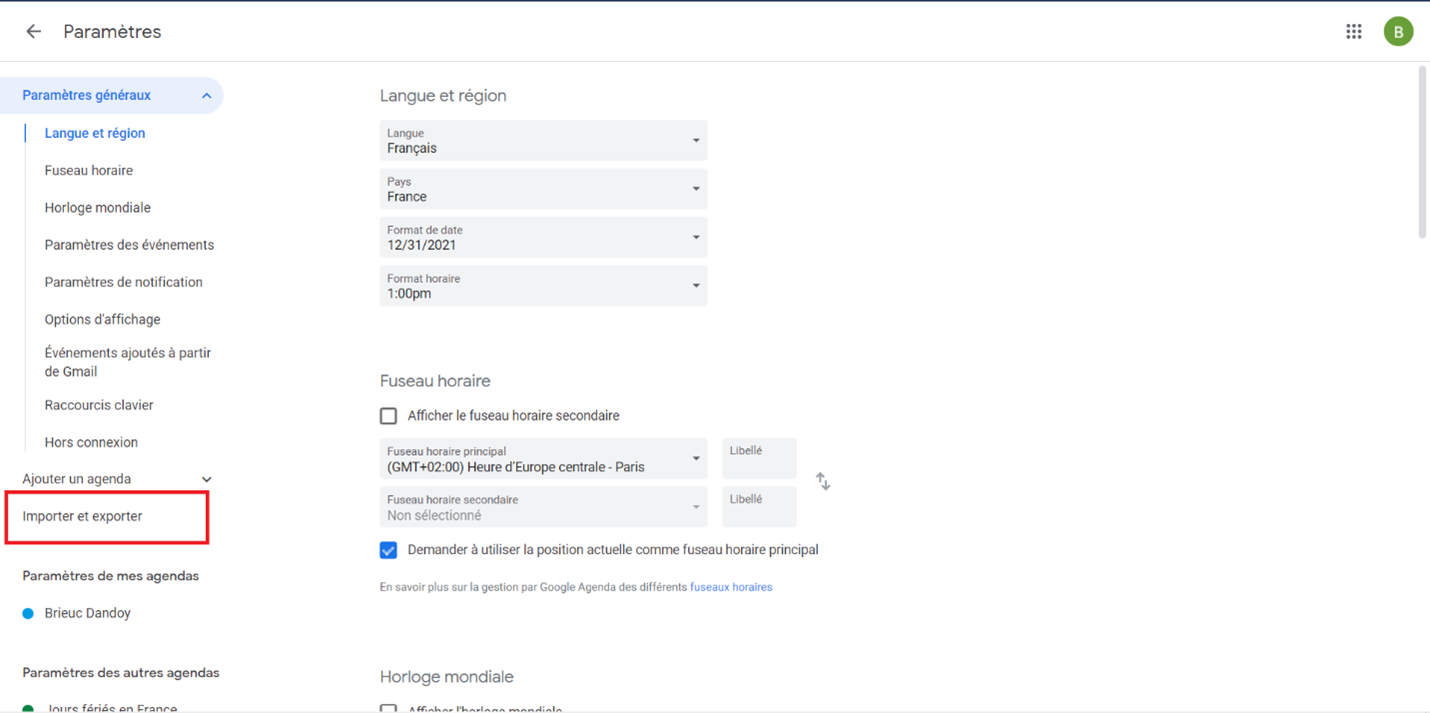 Paramètres
B
Paramètres généraux
Langue et région
Fuseau horaire
Horloge mondiale
Paramètres des événements
Paramètres de notification
Options d'affichage
Événements ajoutés à partir
de Gmail
Raccourcis clavier
Hors connexion
Ajouter un agenda
Importer et exporter
Paramètres de mes agendas
Brieuc Dandoy
Paramètres des autres agendas
Jours fériés en France
Langue et région
Langue
Français
Pays
France
Format de date
12/31/2021
Format horaire
1:00pm
Fuseau horaire
Afficher le fuseau horaire secondaire
Fuseau horaire principal
(GMT+02:00) Heure d'Europe centrale - Paris
Libellé
Fuseau horaire secondaire
Non sélectionné
Libellé
Demander à utiliser la position actuelle comme fuseau horaire principal
En savoir plus sur la gestion par Google Agenda des différents fuseaux horaires
Horloge mondiale
Afficher l'horloge mondiale